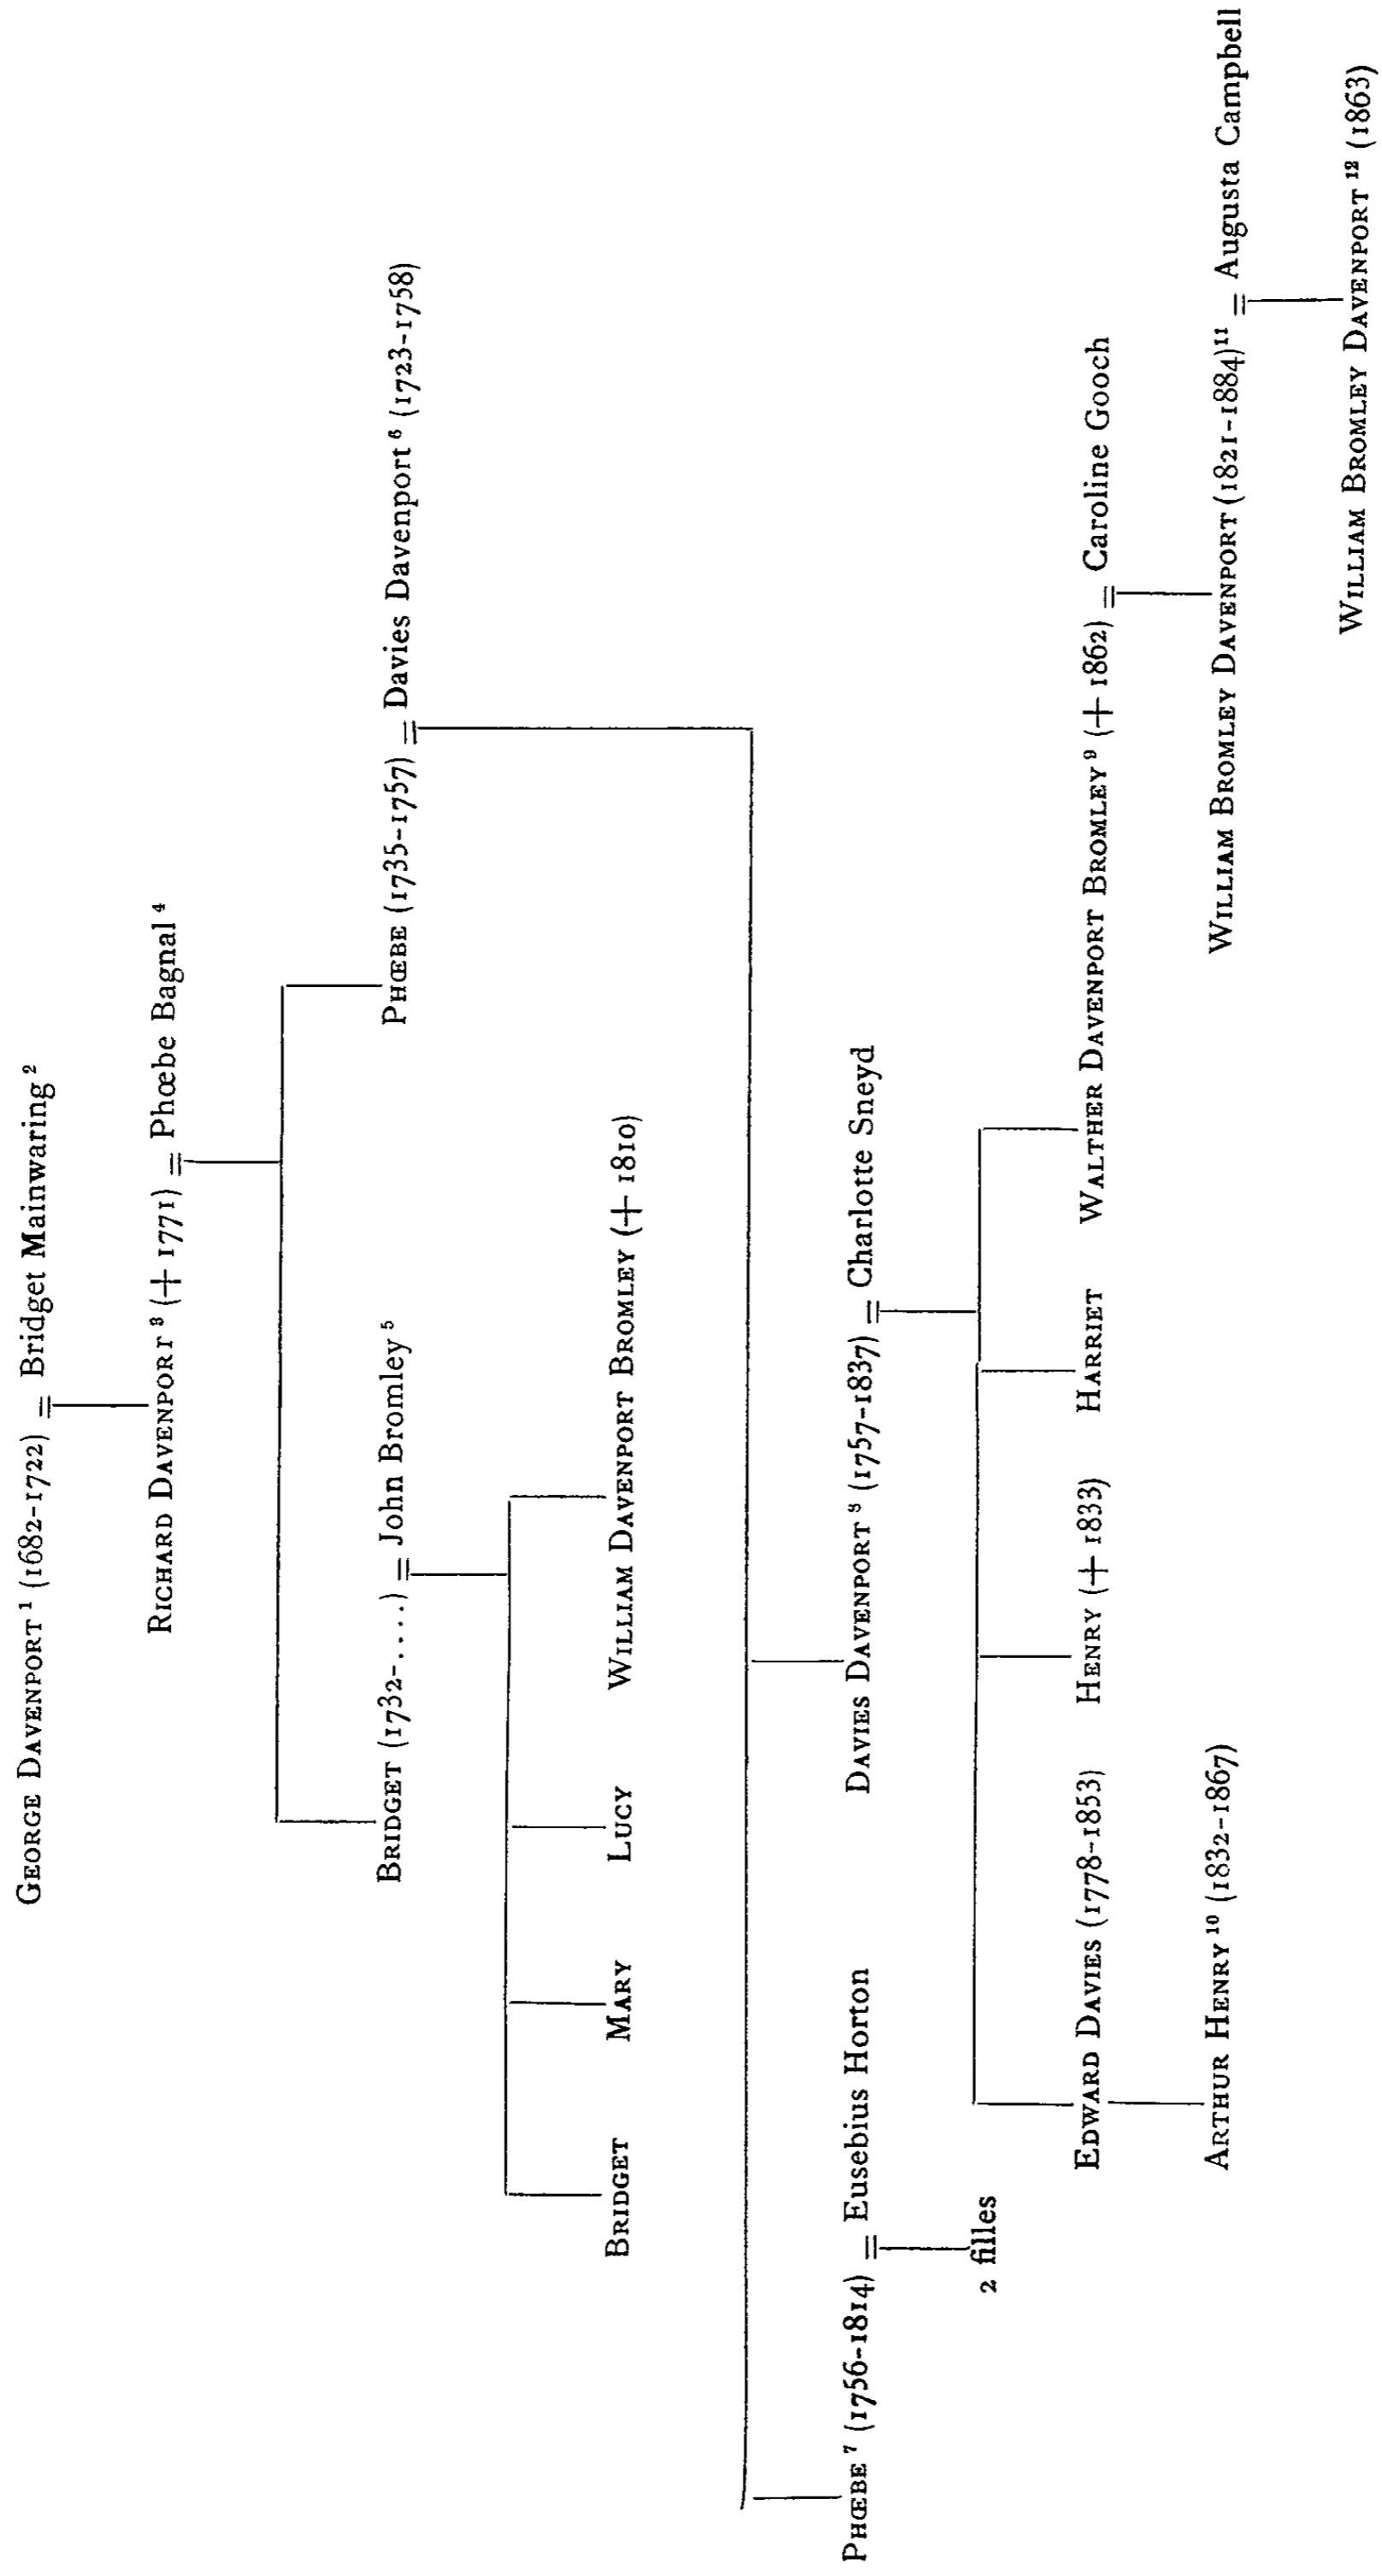 GEORGE DAVENPORT ¹ (1682-1722) = Bridget Mainwaring ²
RICHARD DAVENPORT ³ (+ 1771) = Phœbe Bagnal ⁴
BRIDGET (1732-....) = John Bromley ⁵
PHŒBE (1735-1757) = Davies Davenport ⁶ (1723-1758)
BRIDGET MARY LUCY WILLIAM DAVENPORT BROMLEY (+ 1810)
PHŒBE ⁷ (1756-1814) = Eusebius Horton
DAVIES DAVENPORT ⁸ (1757-1837) = Charlotte Sneyd
2 filles
EDWARD DAVIES (1778-1853) HENRY (+ 1833) HARRIET WALTHER DAVENPORT BROMLEY ⁹ (+ 1862) = Caroline Gooch
ARTHUR HENRY ¹⁰ (1832-1867)
WILLIAM BROMLEY DAVENPORT (1821-1884)¹¹ = Augusta Campbell
WILLIAM BROMLEY DAVENPORT ¹² (1863)